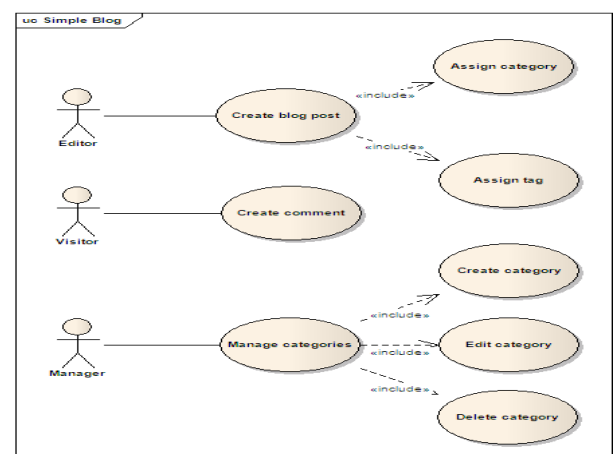 uc Simple Blog
Assign category
«include»
Create blog post
Editor
«include»
Assign tag
Create comment
Visitor
Create category
«include»
Manage categories
«include»
Edit category
Manager
«include»
Delete category